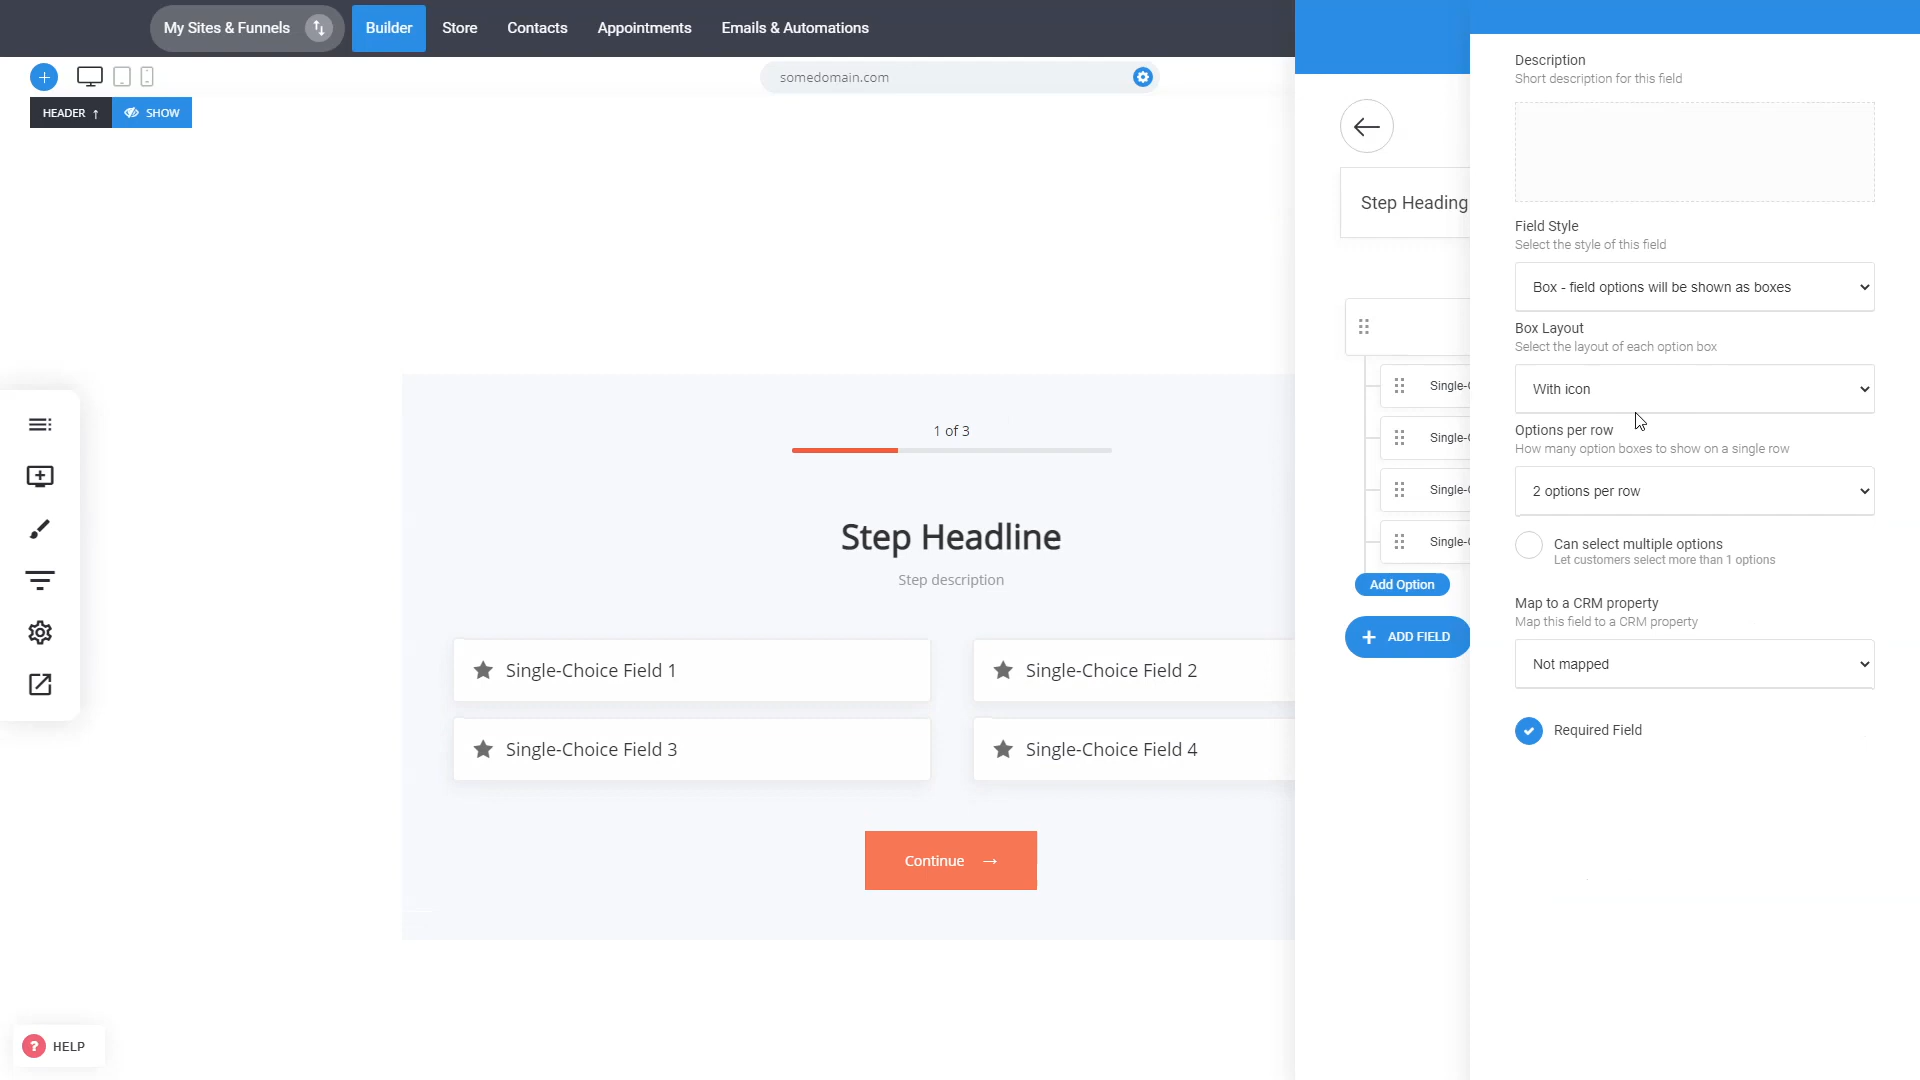 My Sites & Funnels
Builder
Store
Contacts
Appointments
Emails & Automations
somedomain.com
HEADER ↑
SHOW
1 of 3
Step Headline
Step description
Single-Choice Field 1
Single-Choice Field 2
Single-Choice Field 3
Single-Choice Field 4
Continue →
? HELP
Step Heading
Single-
Single-
Single-
Single-
Add Option
+ ADD FIELD
Description
Short description for this field
Field Style
Select the style of this field
Box - field options will be shown as boxes
Box Layout
Select the layout of each option box
With icon
Options per row
How many option boxes to show on a single row
2 options per row
Can select multiple options
Let customers select more than 1 options
Map to a CRM property
Map this field to a CRM property
Not mapped
Required Field